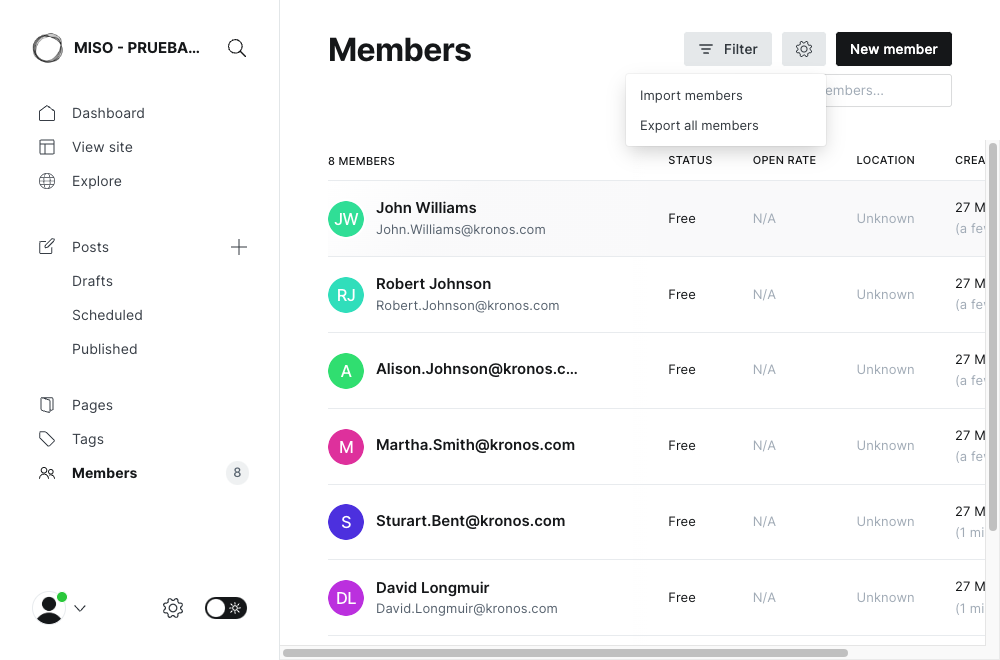 MISO - PRUEBA...
Dashboard
View site
Explore
Posts
Drafts
Scheduled
Published
Pages
Tags
Members
8
Members
Filter
New member
Import members
Export all members
embers...
8 MEMBERS
STATUS
OPEN RATE
LOCATION
CREA
JW
John Williams
John.Williams@kronos.com
Free
N/A
Unknown
27 M
(a few
RJ
Robert Johnson
Robert.Johnson@kronos.com
Free
N/A
Unknown
27 M
(a few
A
Alison.Johnson@kronos.c...
Free
N/A
Unknown
27 M
(a few
M
Martha.Smith@kronos.com
Free
N/A
Unknown
27 M
(a few
S
Sturart.Bent@kronos.com
Free
N/A
Unknown
27 M
(1 mi
DL
David Longmuir
David.Longmuir@kronos.com
Free
N/A
Unknown
27 M
(1 mi